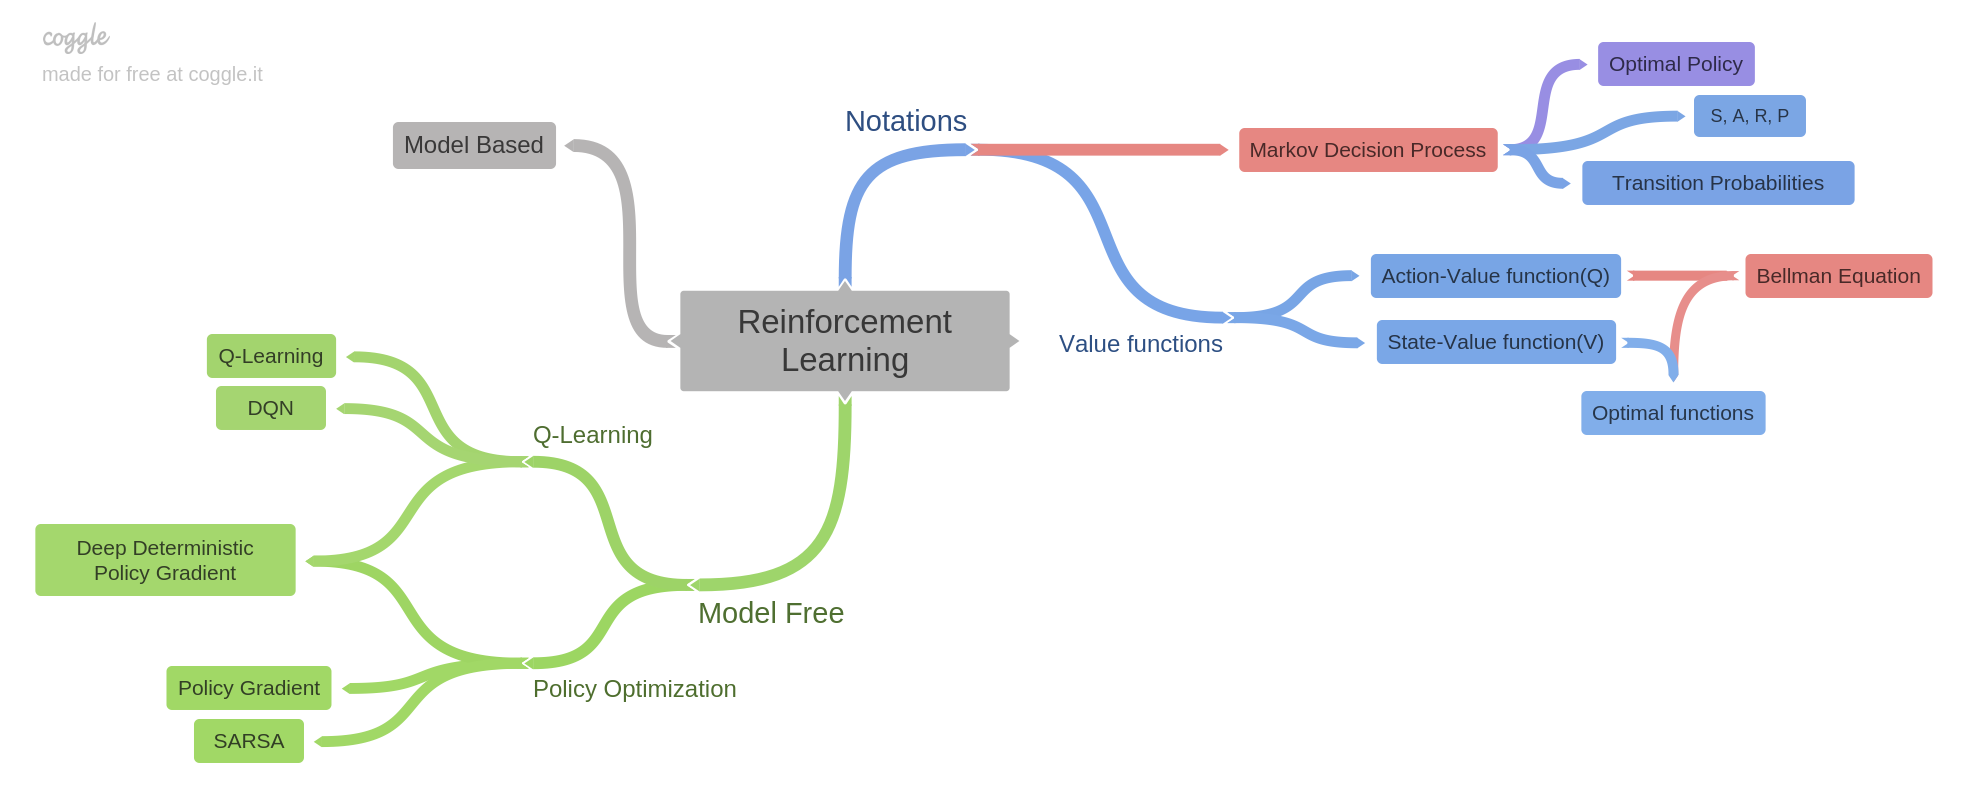 coggle
made for free at coggle.it
Notations
Optimal Policy
S, A, R, P
Markov Decision Process
Transition Probabilities
Model Based
Action-Value function(Q)
Bellman Equation
Value functions
State-Value function(V)
Optimal functions
Reinforcement
Learning
Q-Learning
DQN
Q-Learning
Deep Deterministic
Policy Gradient
Model Free
Policy Gradient
Policy Optimization
SARSA